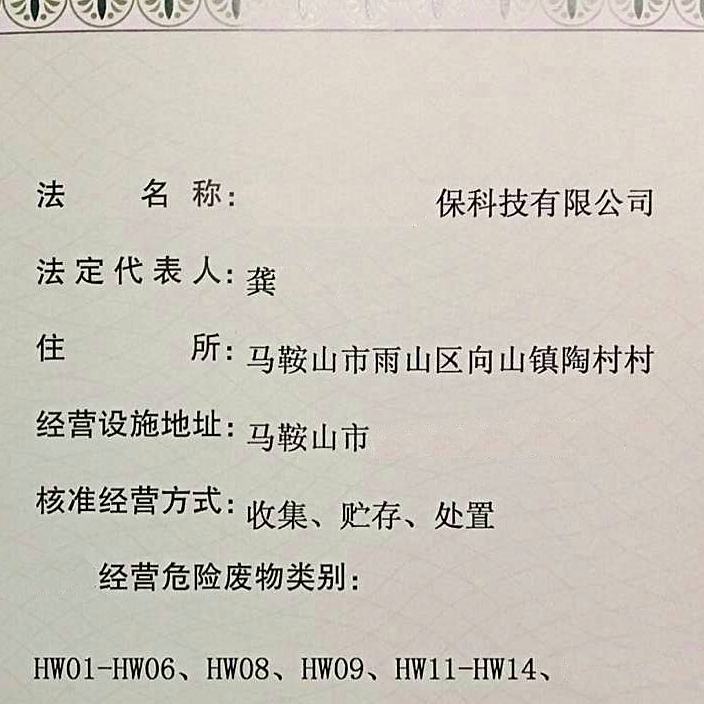 法 名 称： 保科技有限公司
法定代表人：龚
住 所：马鞍山市雨山区向山镇陶村村
经营设施地址：马鞍山市
核准经营方式：收集、贮存、处置
经营危险废物类别：
HW01-HW06、HW08、HW09、HW11-HW14、